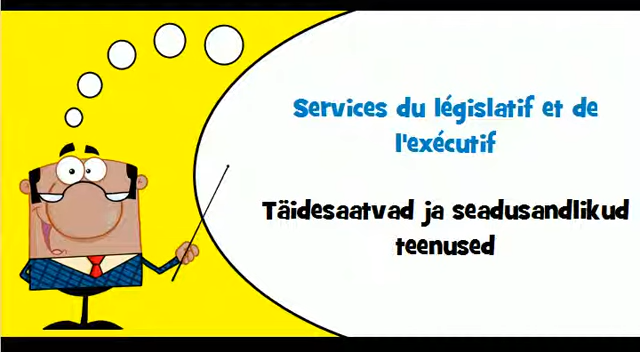 Services du législatif et de
l'exécutif
Täidesaatvad ja seadusandlikud
teenused